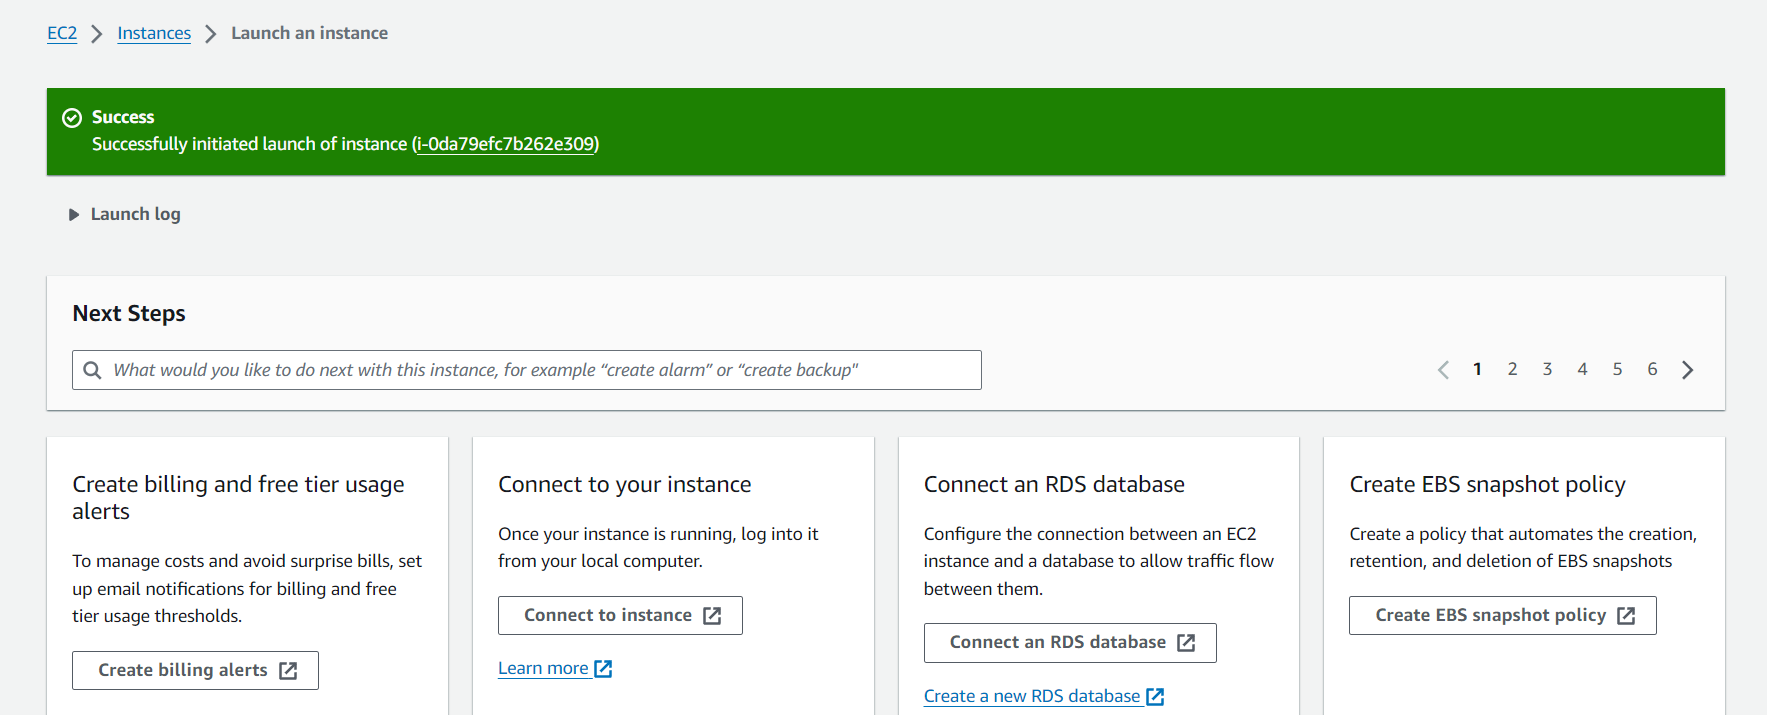 EC2 > Instances > Launch an instance
Success
Successfully initiated launch of instance (i-0da79efc7b262e309)
Launch log
Next Steps
What would you like to do next with this instance, for example “create alarm” or “create backup"
1 2 3 4 5 6
Create billing and free tier usage
alerts
To manage costs and avoid surprise bills, set
up email notifications for billing and free
tier usage thresholds.
Create billing alerts
Connect to your instance
Once your instance is running, log into it
from your local computer.
Connect to instance
Learn more
Connect an RDS database
Configure the connection between an EC2
instance and a database to allow traffic flow
between them.
Connect an RDS database
Create a new RDS database
Create EBS snapshot policy
Create a policy that automates the creation,
retention, and deletion of EBS snapshots
Create EBS snapshot policy